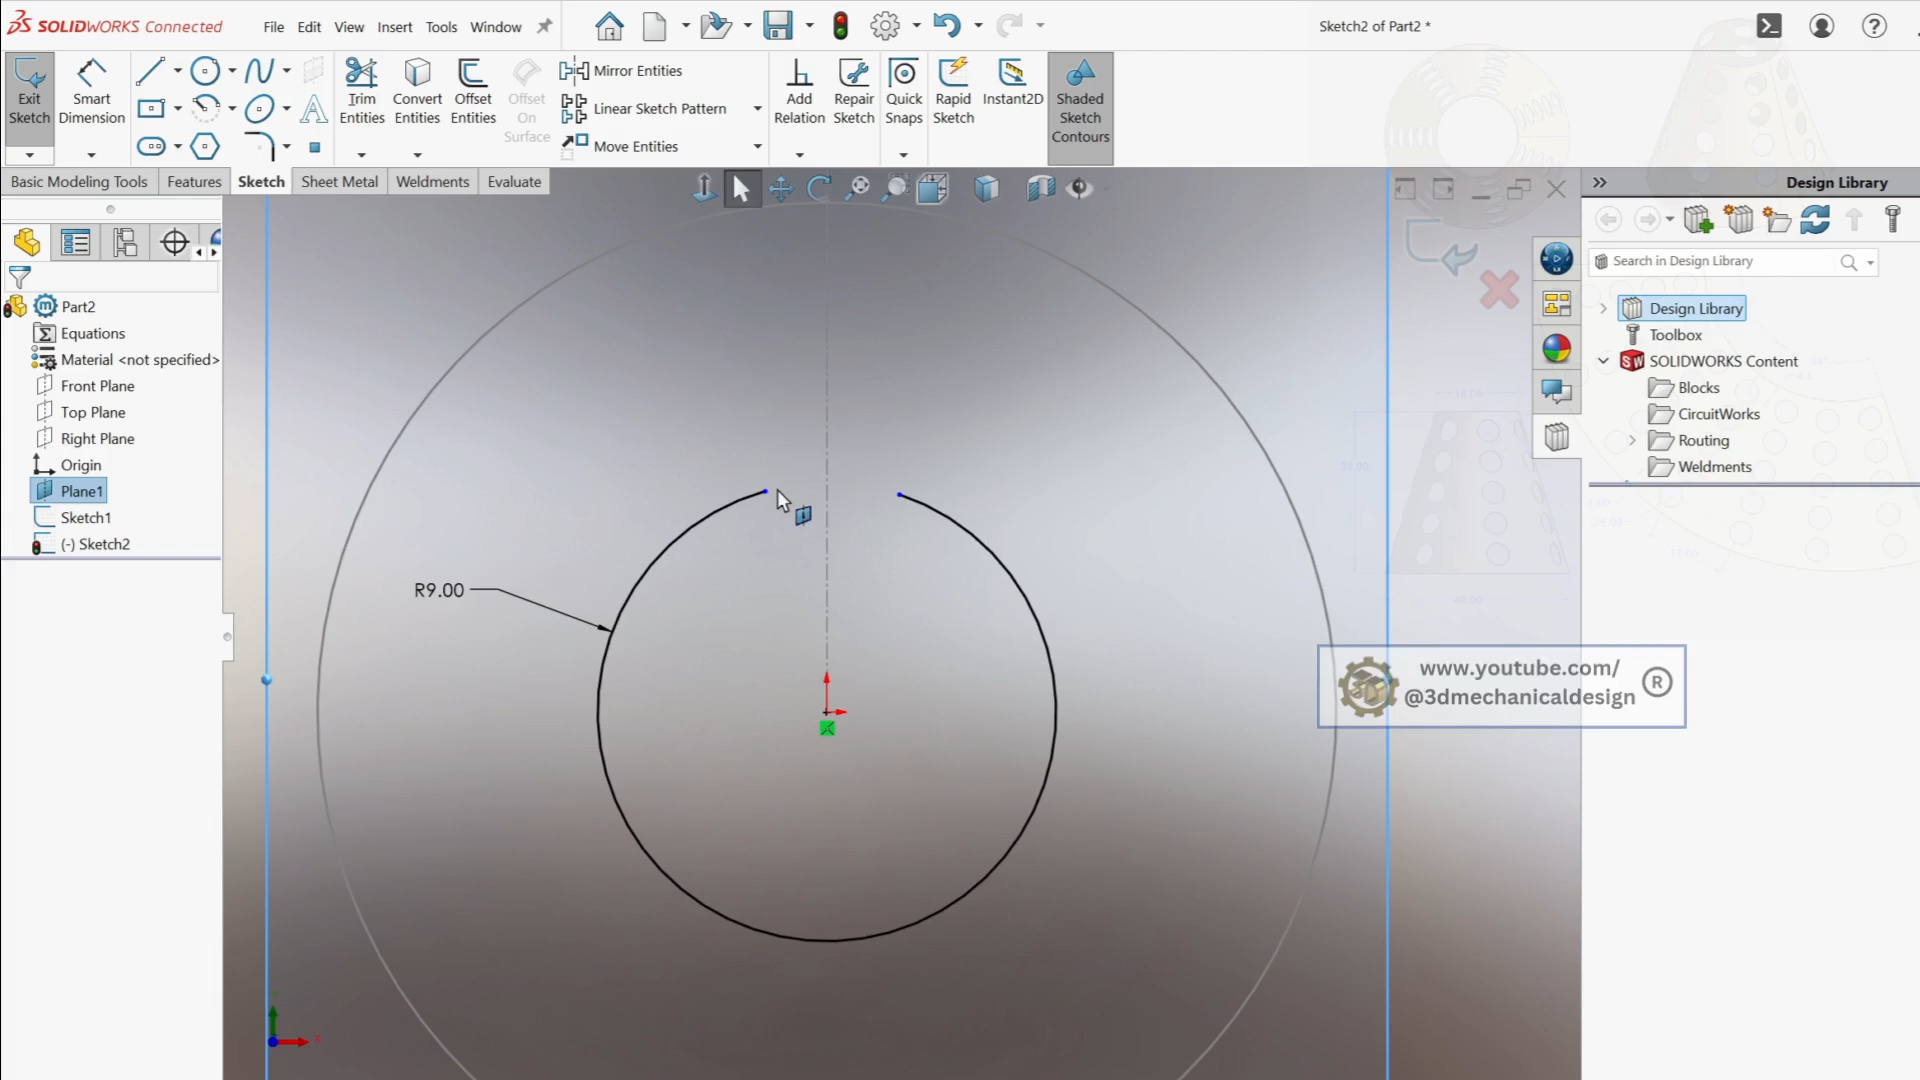 SOLIDWORKS Connected
File Edit View Insert Tools Window
Sketch2 of Part2 *
Exit Sketch
Smart Dimension
Trim Entities
Convert Entities
Offset Entities
Offset On Surface
Mirror Entities
Linear Sketch Pattern
Move Entities
Add Relation
Repair Sketch
Quick Snaps
Rapid Sketch
Instant2D
Shaded Sketch Contours
Basic Modeling Tools Features Sketch Sheet Metal Weldments Evaluate
Design Library
Search in Design Library
Part2
Equations
Material <not specified>
Front Plane
Top Plane
Right Plane
Origin
Plane1
Sketch1
(-) Sketch2
R9.00
Design Library
Toolbox
SOLIDWORKS Content
Blocks
CircuitWorks
Routing
Weldments
www.youtube.com/
@3dmechanicaldesign
®
X